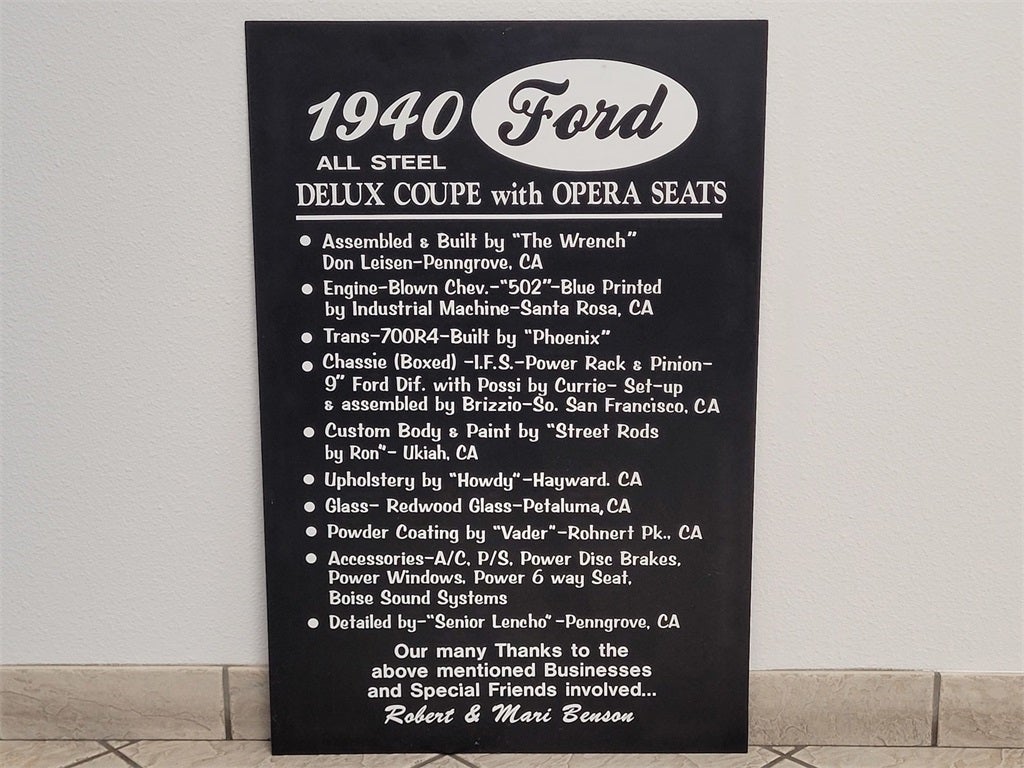 1940 Ford
ALL STEEL
DELUX COUPE with OPERA SEATS
• Assembled & Built by "The Wrench"
Don Leisen-Penngrove, CA
• Engine-Blown Chev.-"502"-Blue Printed
by Industrial Machine-Santa Rosa, CA
• Trans-700R4-Built by "Phoenix"
• Chassie (Boxed) -I.F.S.-Power Rack & Pinion-
9" Ford Dif. with Possi by Currie- Set-up
& assembled by Brizzio-So. San Francisco, CA
• Custom Body & Paint by "Street Rods
by Ron"- Ukiah, CA
• Upholstery by "Howdy"-Hayward. CA
• Glass- Redwood Glass-Petaluma, CA
• Powder Coating by "Vader"-Rohnert Pk., CA
• Accessories-A/C, P/S, Power Disc Brakes,
Power Windows, Power 6 way Seat,
Boise Sound Systems
• Detailed by-"Senior Lencho"-Penngrove, CA
Our many Thanks to the
above mentioned Businesses
and Special Friends involved...
Robert & Mari Benson